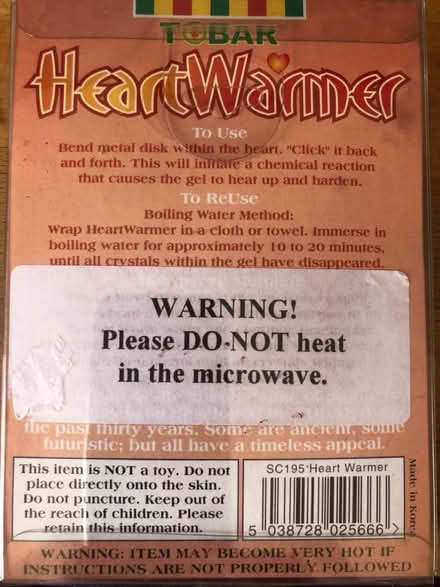 TOBAR
HeartWarmer
To Use
Bend metal disk within the heart. "Click" it back
and forth. This will initiate a chemical reaction
that causes the gel to heat up and harden.
To ReUse
Boiling Water Method:
Wrap HeartWarmer in a cloth or towel. Immerse in
boiling water for approximately 10 to 20 minutes,
until all crystals within the gel have disappeared.
WARNING!
Please DO NOT heat
in the microwave.
the past thirty years. Some are ancient, some
futuristic; but all have a timeless appeal.
This item is NOT a toy. Do not
place directly onto the skin.
Do not puncture. Keep out of
the reach of children. Please
retain this information.
SC195 Heart Warmer
5 038728 025666 >
Made in Korea
WARNING: ITEM MAY BECOME VERY HOT IF
INSTRUCTIONS ARE NOT PROPERLY FOLLOWED